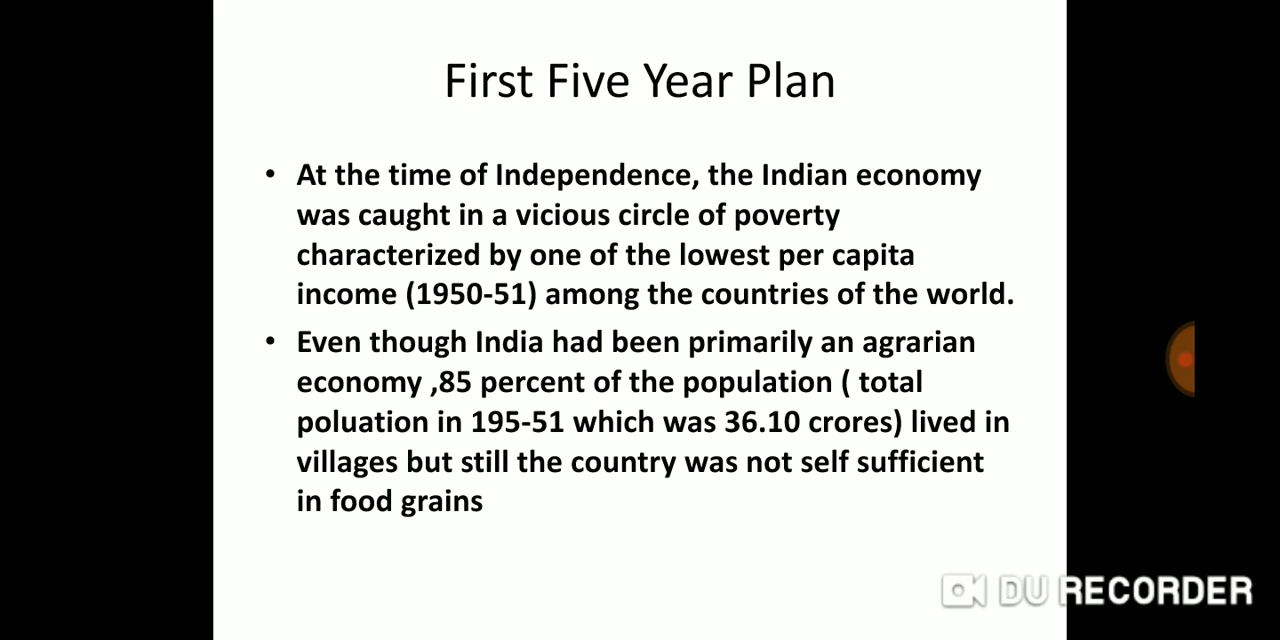 First Five Year Plan
• At the time of Independence, the Indian economy
was caught in a vicious circle of poverty
characterized by one of the lowest per capita
income (1950-51) among the countries of the world.
• Even though India had been primarily an agrarian
economy ,85 percent of the population ( total
poluation in 195-51 which was 36.10 crores) lived in
villages but still the country was not self sufficient
in food grains
DU RECORDER